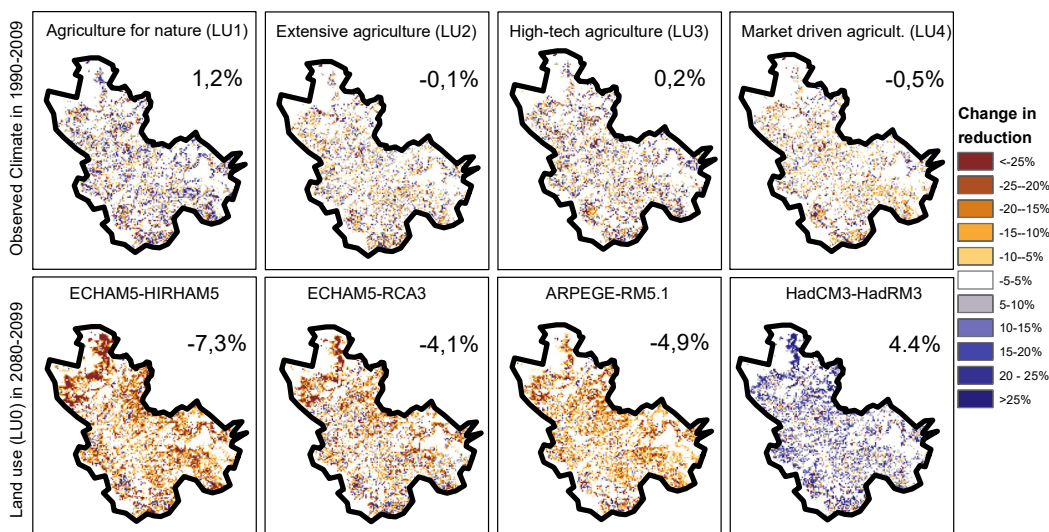 Observed Climate in 1990-2009
Agriculture for nature (LU1)
1,2%
Extensive agriculture (LU2)
-0,1%
High-tech agriculture (LU3)
0,2%
Market driven agricult. (LU4)
-0,5%
Land use (LU0) in 2080-2099
ECHAM5-HIRHAM5
-7,3%
ECHAM5-RCA3
-4,1%
ARPEGE-RM5.1
-4,9%
HadCM3-HadRM3
4.4%
Change in
reduction
<-25%
-25--20%
-20--15%
-15--10%
-10--5%
-5-5%
5-10%
10-15%
15-20%
20 - 25%
>25%